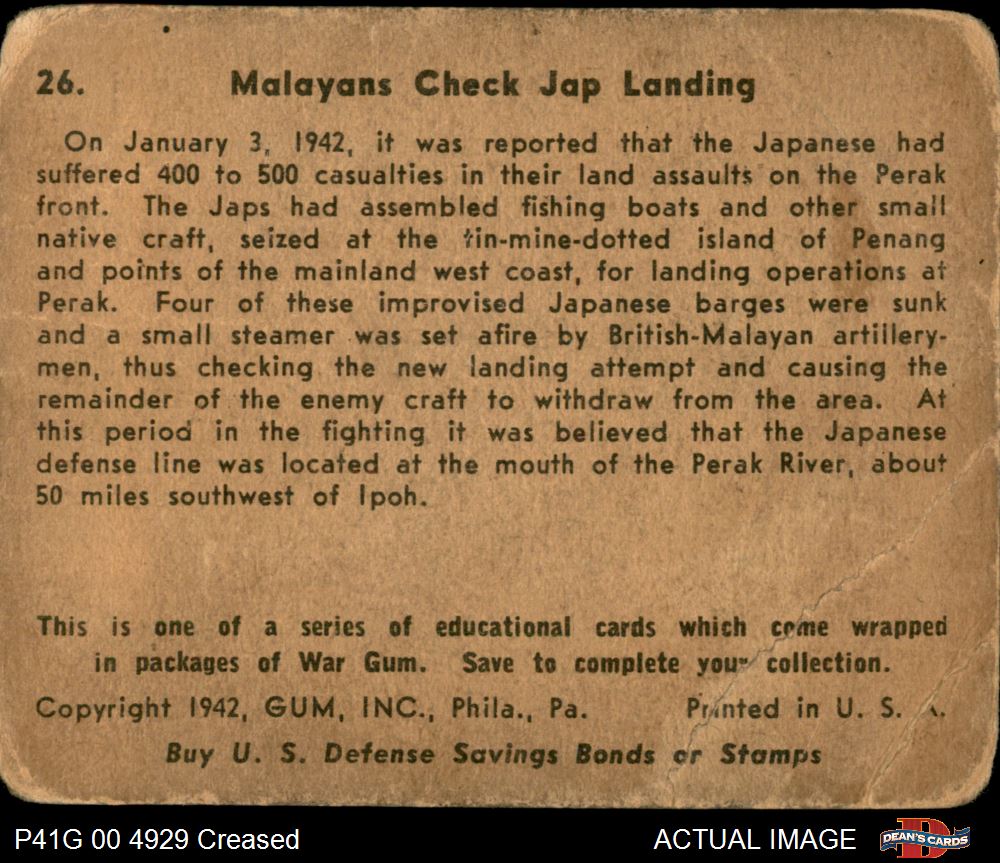 26. Malayans Check Jap Landing
On January 3, 1942, it was reported that the Japanese had
suffered 400 to 500 casualties in their land assaults on the Perak
front. The Japs had assembled fishing boats and other small
native craft, seized at the tin-mine-dotted island of Penang
and points of the mainland west coast, for landing operations at
Perak. Four of these improvised Japanese barges were sunk
and a small steamer was set afire by British-Malayan artillery-
men, thus checking the new landing attempt and causing the
remainder of the enemy craft to withdraw from the area. At
this period in the fighting it was believed that the Japanese
defense line was located at the mouth of the Perak River, about
50 miles southwest of Ipoh.
This is one of a series of educational cards which come wrapped
in packages of War Gum. Save to complete your collection.
Copyright 1942, GUM, INC., Phila., Pa. Printed in U. S. A.
Buy U. S. Defense Savings Bonds or Stamps
P41G 00 4929 Creased ACTUAL IMAGE DEAN'S CARDS